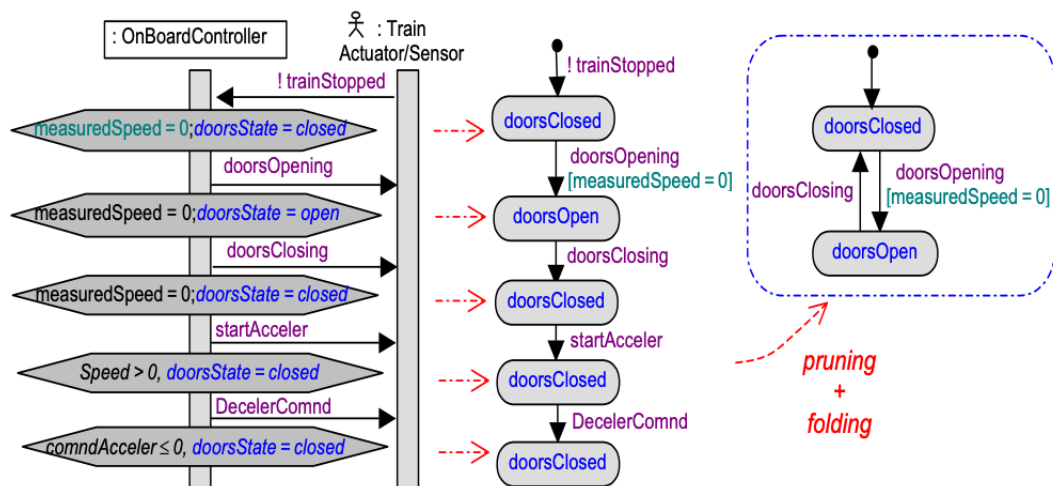 : OnBoardController
: Train
Actuator/Sensor
! trainStopped
measuredSpeed = 0;doorsState = closed
doorsOpening
measuredSpeed = 0;doorsState = open
doorsClosing
measuredSpeed = 0;doorsState = closed
startAcceler
Speed > 0, doorsState = closed
DecelerComnd
comndAcceler ≤ 0, doorsState = closed
! trainStopped
doorsClosed
doorsOpening
[measuredSpeed = 0]
doorsOpen
doorsClosing
doorsClosed
startAcceler
doorsClosed
DecelerComnd
doorsClosed
doorsClosed
doorsOpening
doorsClosing
[measuredSpeed = 0]
doorsOpen
pruning
+
folding